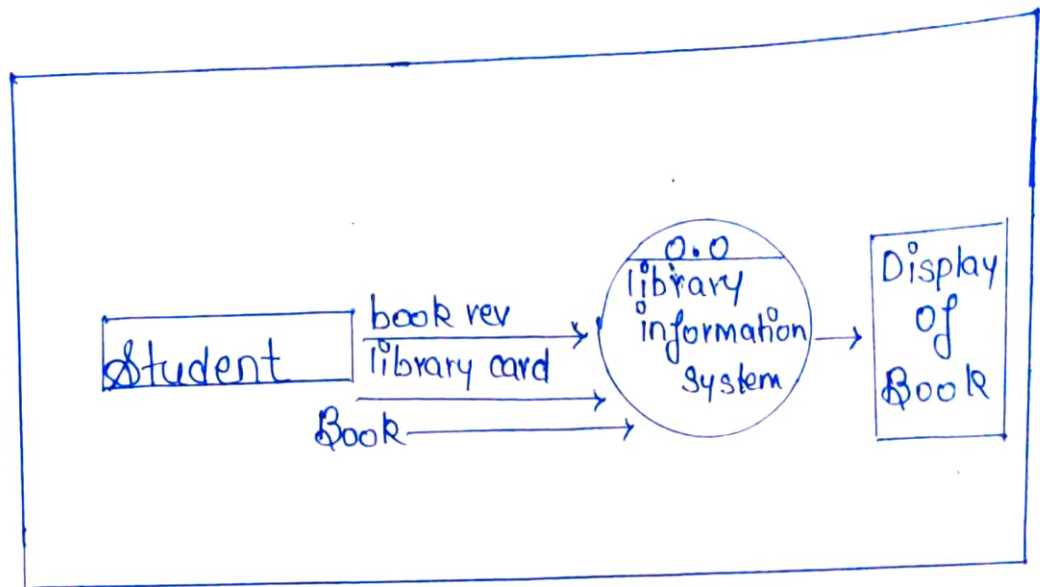 0.0
library
information
system
Display
of
Book
Student
book rev
library card
Book